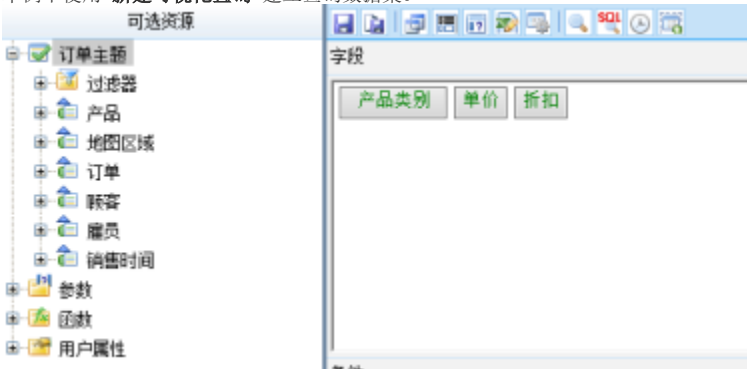 可选资源
订单主题
过滤器
产品
地图区域
订单
顾客
雇员
销售时间
参数
函数
用户属性
SQL
字段
产品类别 单价 折扣